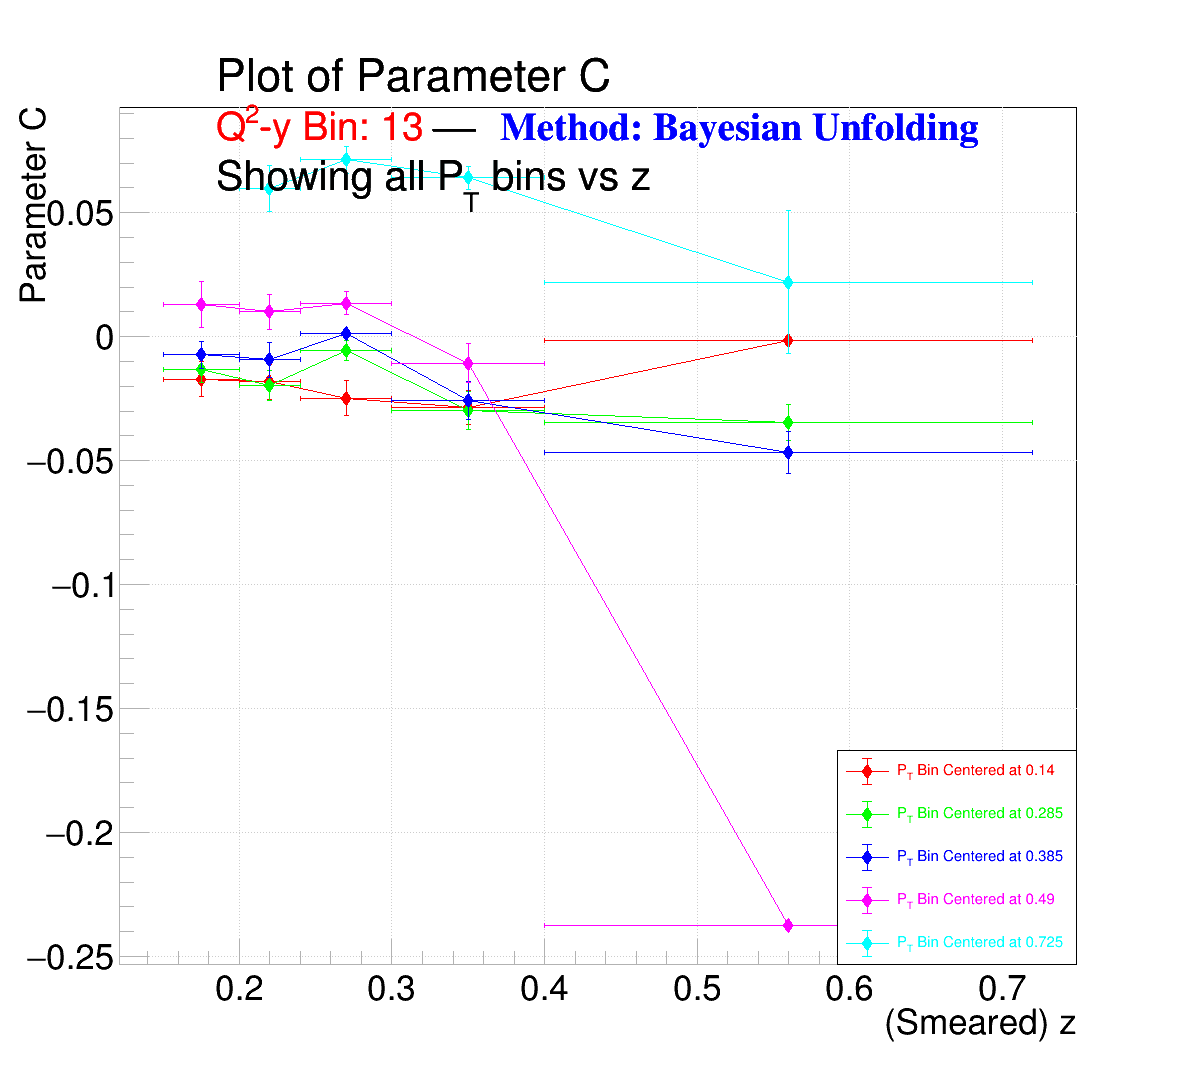 Plot of Parameter C
Q2-y Bin: 13 — Method: Bayesian Unfolding
Showing all PT bins vs z
Parameter C
0.05
0
−0.05
−0.1
−0.15
−0.2
−0.25
PT Bin Centered at 0.14
PT Bin Centered at 0.285
PT Bin Centered at 0.385
PT Bin Centered at 0.49
PT Bin Centered at 0.725
0.2 0.3 0.4 0.5 0.6 0.7
(Smeared) z